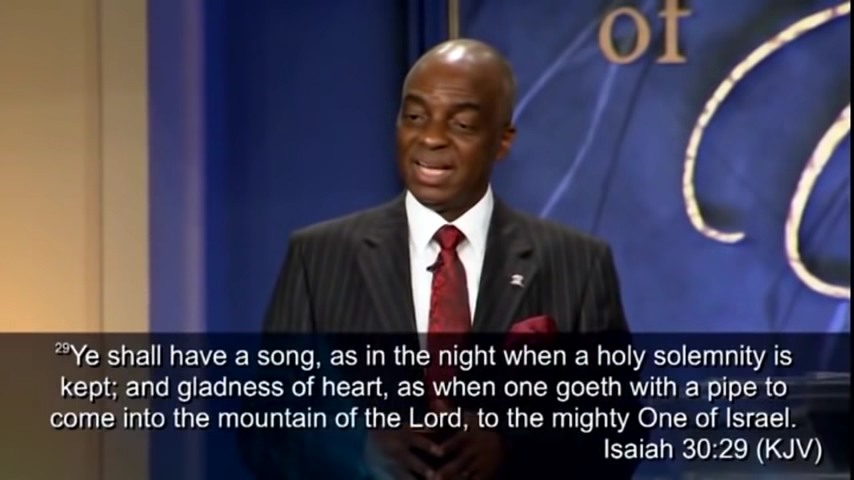 of
²⁹Ye shall have a song, as in the night when a holy solemnity is
kept; and gladness of heart, as when one goeth with a pipe to
come into the mountain of the Lord, to the mighty One of Israel.
Isaiah 30:29 (KJV)